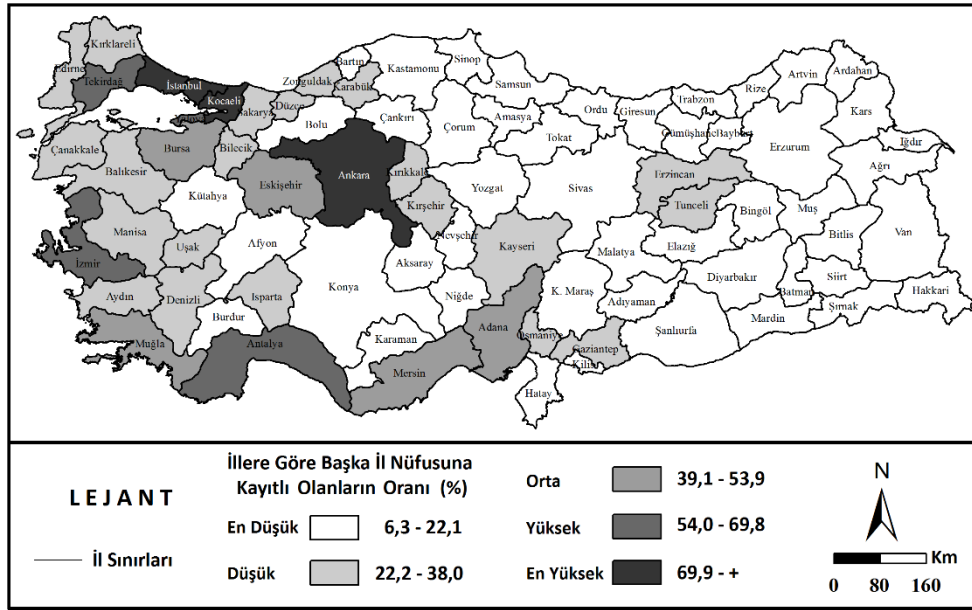 Kırklareli
Edirne
Tekirdağ
İstanbul
Kocaeli
Sakarya
Düzce
Zonguldak
Bartın
Karabük
Kastamonu
Sinop
Samsun
Ordu
Giresun
Trabzon
Rize
Artvin
Ardahan
Kars
Iğdır
Ağrı
Erzurum
Bayburt
Gümüşhane
Bolu
Çankırı
Çorum
Amasya
Tokat
Çanakkale
Balıkesir
Bursa
Bilecik
Eskişehir
Ankara
Kırıkkale
Kırşehir
Yozgat
Sivas
Erzincan
Tunceli
Bingöl
Muş
Bitlis
Van
Kütahya
Manisa
Uşak
Afyon
İzmir
Aydın
Denizli
Isparta
Burdur
Konya
Aksaray
Nevşehir
Kayseri
Niğde
Malatya
Elazığ
Diyarbakır
Batman
Siirt
Şırnak
Hakkari
Mardin
Şanlıurfa
Adıyaman
K. Maraş
Gaziantep
Kilis
Osmaniye
Adana
Hatay
Mersin
Karaman
Antalya
Muğla
LEJANT
İl Sınırları
İllere Göre Başka İl Nüfusuna
Kayıtlı Olanların Oranı (%)
En Düşük 6,3 - 22,1
Düşük 22,2 - 38,0
Orta 39,1 - 53,9
Yüksek 54,0 - 69,8
En Yüksek 69,9 - +
N
Km
0 80 160